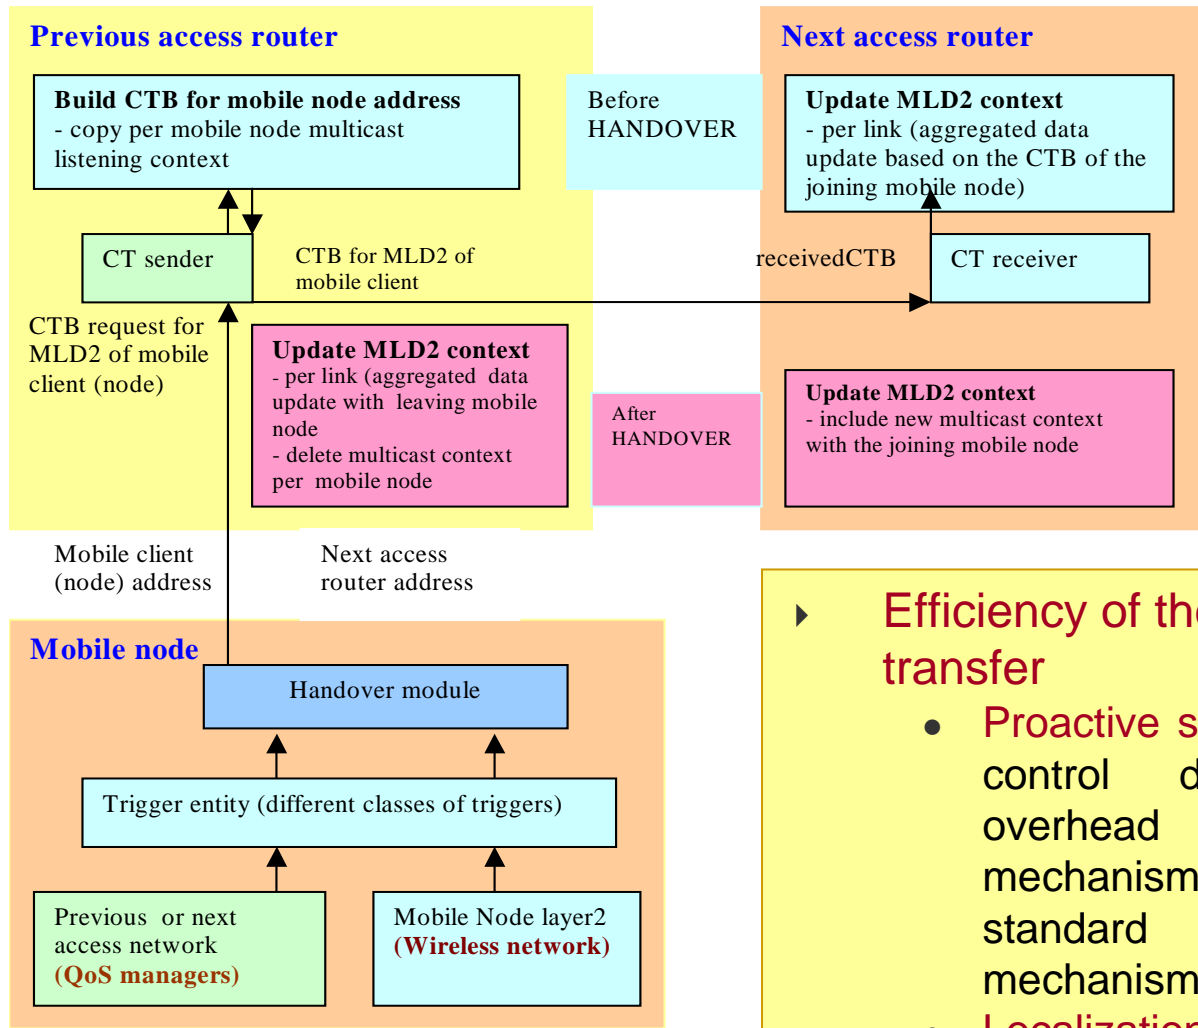 Previous access router
Build CTB for mobile node address
- copy per mobile node multicast
listening context
CT sender
CTB for MLD2 of
mobile client
CTB request for
MLD2 of mobile
client (node)
Update MLD2 context
- per link (aggregated data
update with leaving mobile
node
- delete multicast context
per mobile node
Before
HANDOVER
After
HANDOVER
Next access router
Update MLD2 context
- per link (aggregated data
update based on the CTB of the
joining mobile node)
receivedCTB
CT receiver
Update MLD2 context
- include new multicast context
with the joining mobile node
Mobile client
(node) address
Next access
router address
Mobile node
Handover module
Trigger entity (different classes of triggers)
Previous or next
access network
(QoS managers)
Mobile Node layer2
(Wireless network)
Efficiency of the
transfer
Proactive s
control d
overhead
mechanism
standard
mechanism
Localization